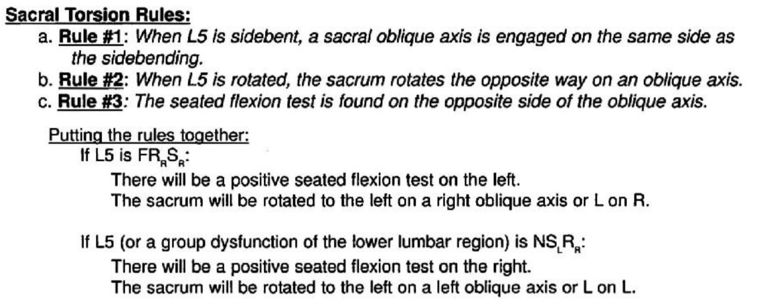 Sacral Torsion Rules:
a. Rule #1: When L5 is sidebent, a sacral oblique axis is engaged on the same side as
the sidebending.
b. Rule #2: When L5 is rotated, the sacrum rotates the opposite way on an oblique axis.
c. Rule #3: The seated flexion test is found on the opposite side of the oblique axis.
Putting the rules together:
If L5 is FRRSR:
There will be a positive seated flexion test on the left.
The sacrum will be rotated to the left on a right oblique axis or L on R.
If L5 (or a group dysfunction of the lower lumbar region) is NSLRR:
There will be a positive seated flexion test on the right.
The sacrum will be rotated to the left on a left oblique axis or L on L.